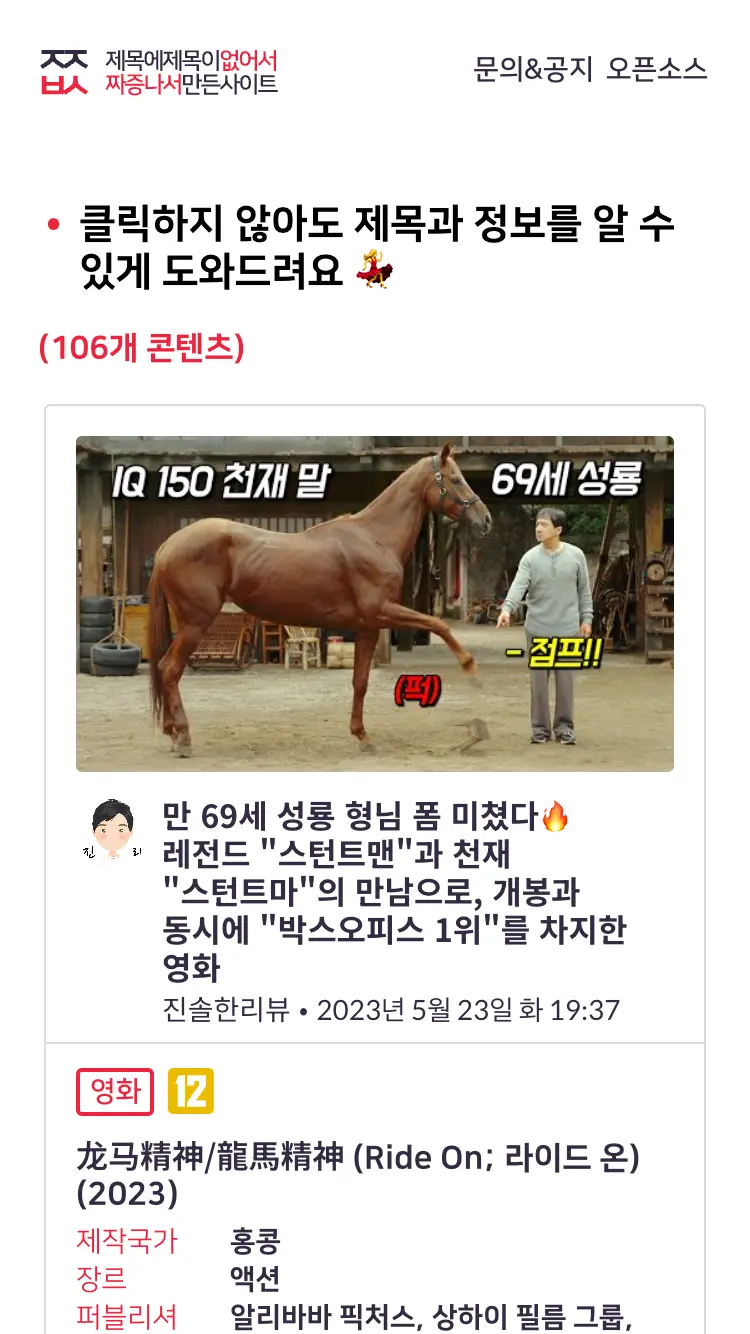 제목에제목이없어서
짜증나서만든사이트
문의&공지 오픈소스
• 클릭하지 않아도 제목과 정보를 알 수
있게 도와드려요 💃
(106개 콘텐츠)
IQ 150 천재 말
69세 성룡
- 점프!!
(퍽)
만 69세 성룡 형님 폼 미쳤다🔥
레전드 "스턴트맨"과 천재
"스턴트마"의 만남으로, 개봉과
동시에 "박스오피스 1위"를 차지한
영화
진 리
진솔한리뷰 • 2023년 5월 23일 화 19:37
영화 12
龙马精神/龍馬精神 (Ride On; 라이드 온)
(2023)
제작국가 홍콩
장르 액션
퍼블리셔 알리바바 픽처스, 상하이 필름 그룹,